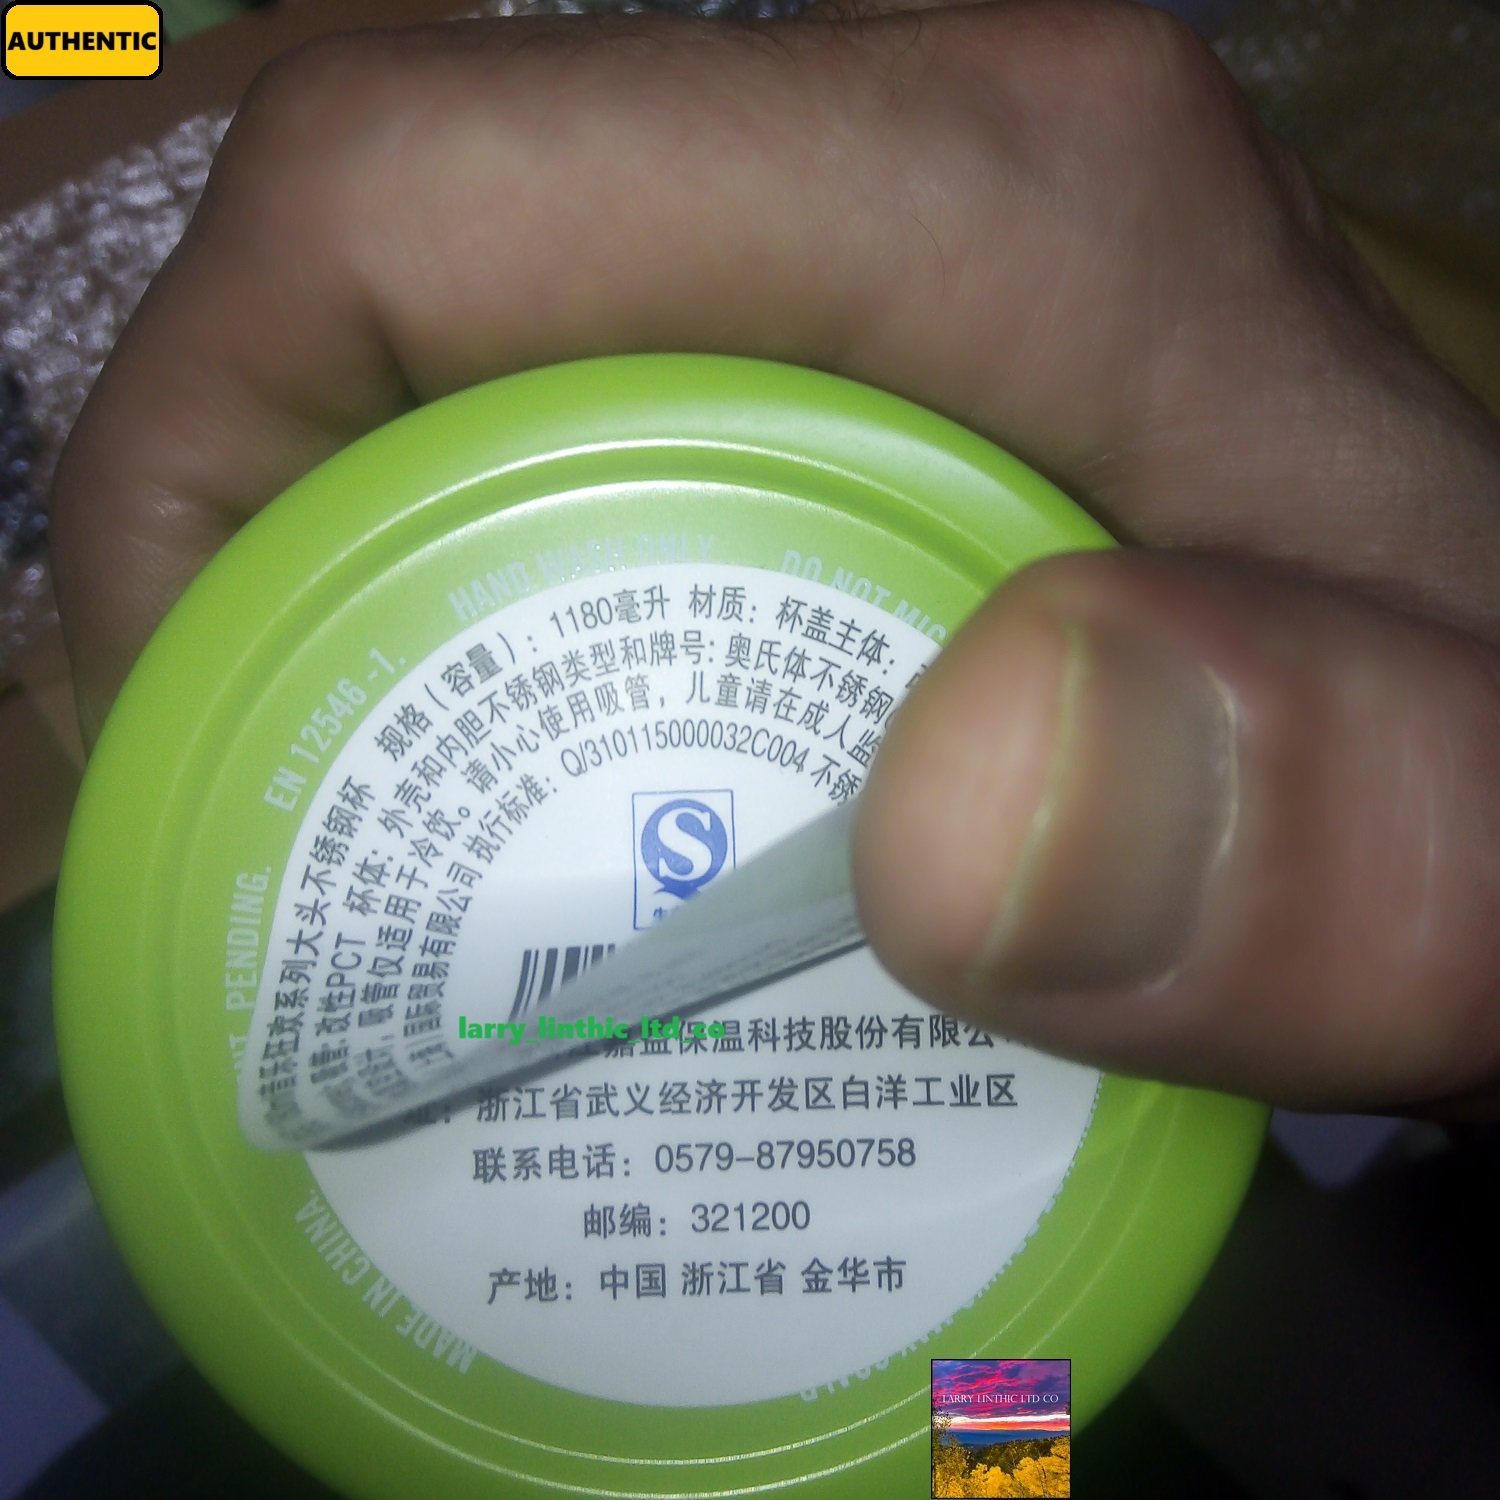 AUTHENTIC
HAND WASH ONLY
DO NOT MIC
EN 12546-1.
PENDING.
大头不锈钢杯 规格(容量): 1180毫升 材质: 杯盖主体:
改性PCT 杯体: 外壳和内胆不锈钢类型和牌号: 奥氏体不锈钢
吸管仅适用于冷饮。请小心使用吸管，儿童请在成人监
贸易有限公司 执行标准: Q/310115000032C004 不锈
S
larry_linthic_ltd_co
保温科技股份有限公
浙江省武义经济开发区白洋工业区
联系电话: 0579-87950758
邮编: 321200
产地: 中国 浙江省 金华市
MADE IN CHINA.
LARRY LINTHIC LTD CO